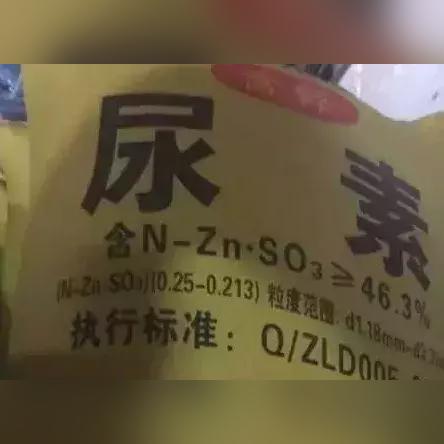 尿素
含N-Zn·SO₃≥46.3%
(N-Zn SO₃)(0.25-0.213) 粒度范围: d1.18mm-
执行标准: Q/ZLD005